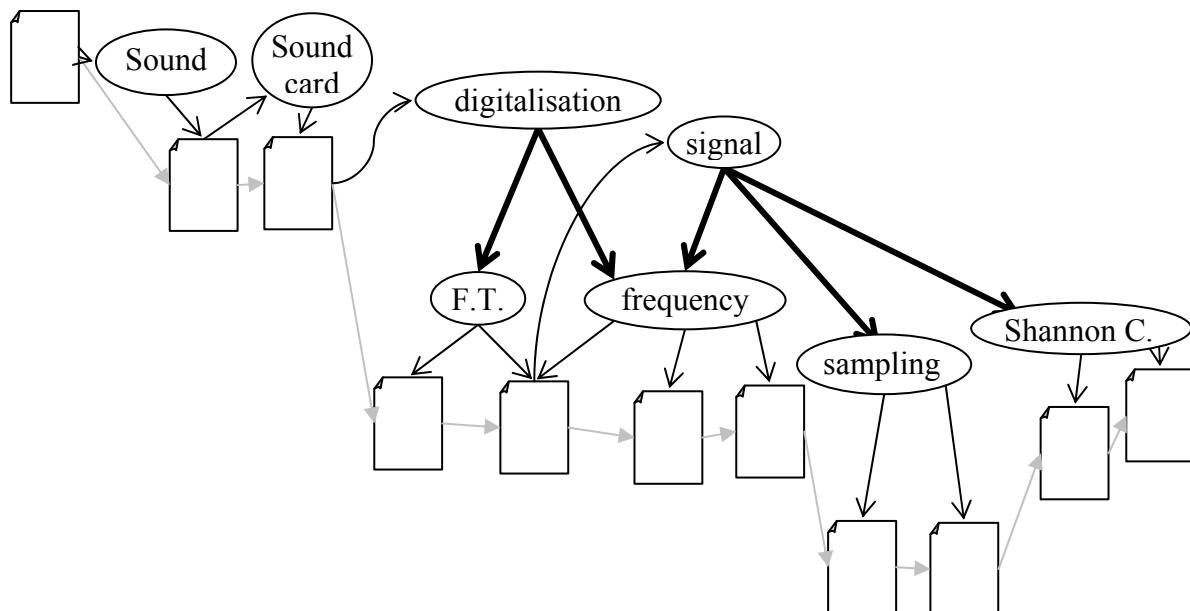 Sound
Sound
card
digitalisation
signal
F.T.
frequency
Shannon C.
sampling